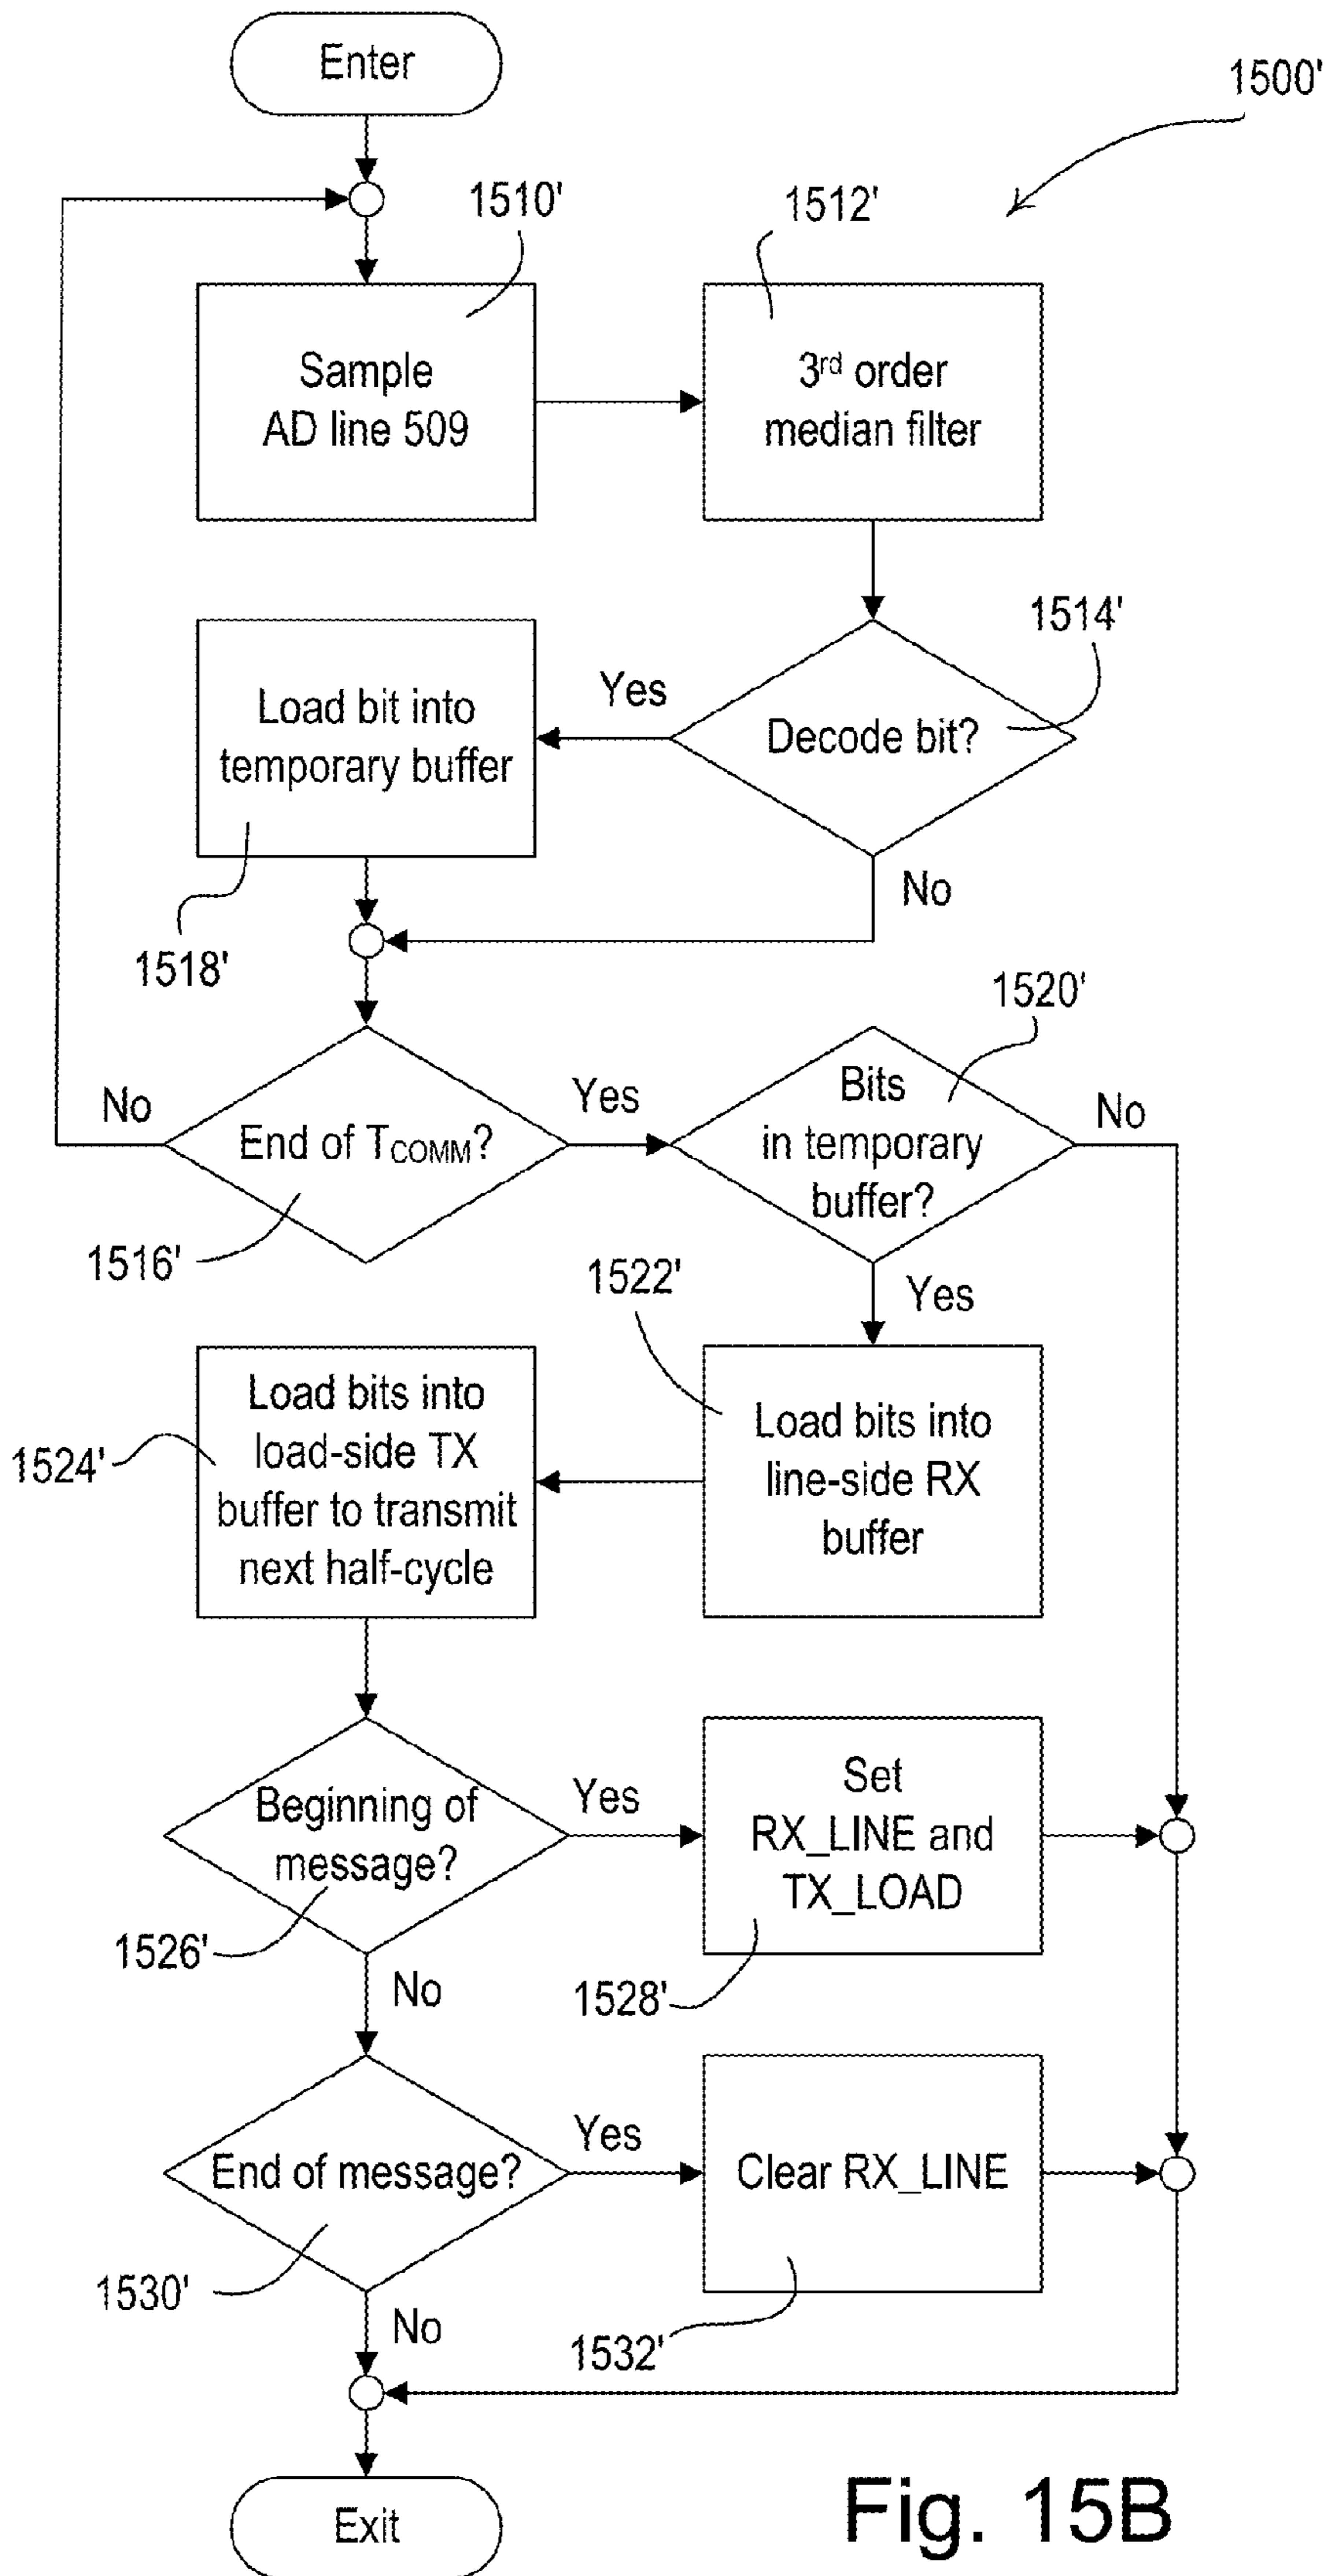 Enter
1500'
1510'
1512'
Sample
AD line 509
3rd order
median filter
1514'
Load bit into
temporary buffer
Yes
Decode bit?
No
1518'
1520'
No
End of TCOMM?
Yes
Bits
in temporary
buffer?
No
1516'
1522'
Yes
1524'
Load bits into
load-side TX
buffer to transmit
next half-cycle
Load bits into
line-side RX
buffer
Beginning of
message?
Yes
Set
RX_LINE and
TX_LOAD
1526'
No
1528'
End of message?
Yes
Clear RX_LINE
1530'
No
1532'
Exit
Fig. 15B